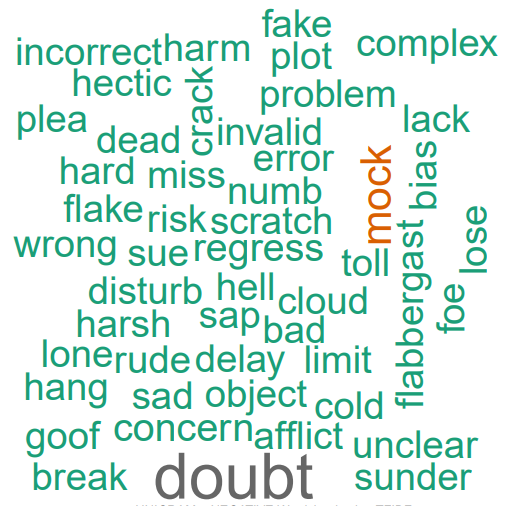 fake
incorrect harm plot complex
hectic crack problem
plea dead invalid lack
hard miss error mock bias
flake risk numb scratch
wrong sue regress toll flabbergast lose
disturb hell cloud foe
harsh sap bad
lone rude delay limit
hang sad object cold
goof concern afflict unclear
break doubt sunder